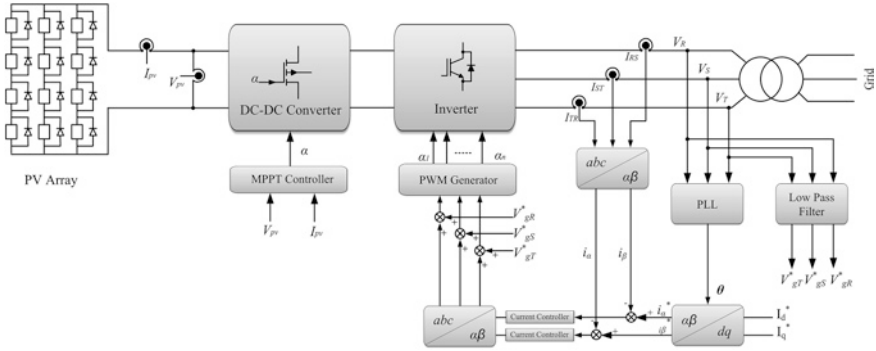 I_RS
V_R
I_pv
V_pv
α
I_ST
V_S
DC-DC Converter
Inverter
I_TR
V_T
Grid
α
α_1
.....
α_n
abc
αβ
PV Array
MPPT Controller
PWM Generator
PLL
Low Pass
Filter
V_pv
I_pv
+
V*_gR
+
V*_gS
+
V*_gT
+
+
+
i_α
i_β
θ
V*_gT
V*_gS
V*_gR
abc
αβ
Current Controller
-
+
i_α*
αβ
dq
I_d*
Current Controller
-
+
i_β*
I_q*